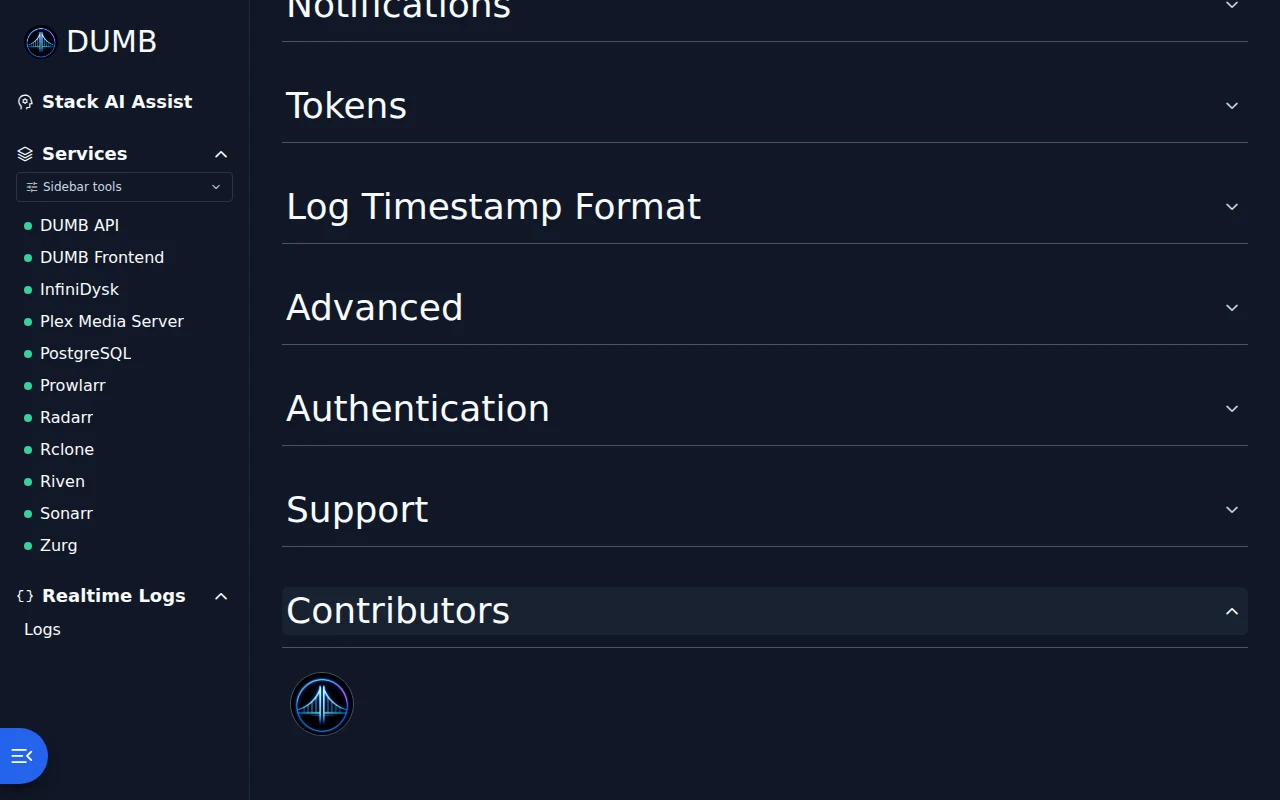 DUMB
Stack AI Assist
Services
Sidebar tools
DUMB API
DUMB Frontend
InfiniDysk
Plex Media Server
PostgreSQL
Prowlarr
Radarr
Rclone
Riven
Sonarr
Zurg
Realtime Logs
Logs
Notifications
Tokens
Log Timestamp Format
Advanced
Authentication
Support
Contributors